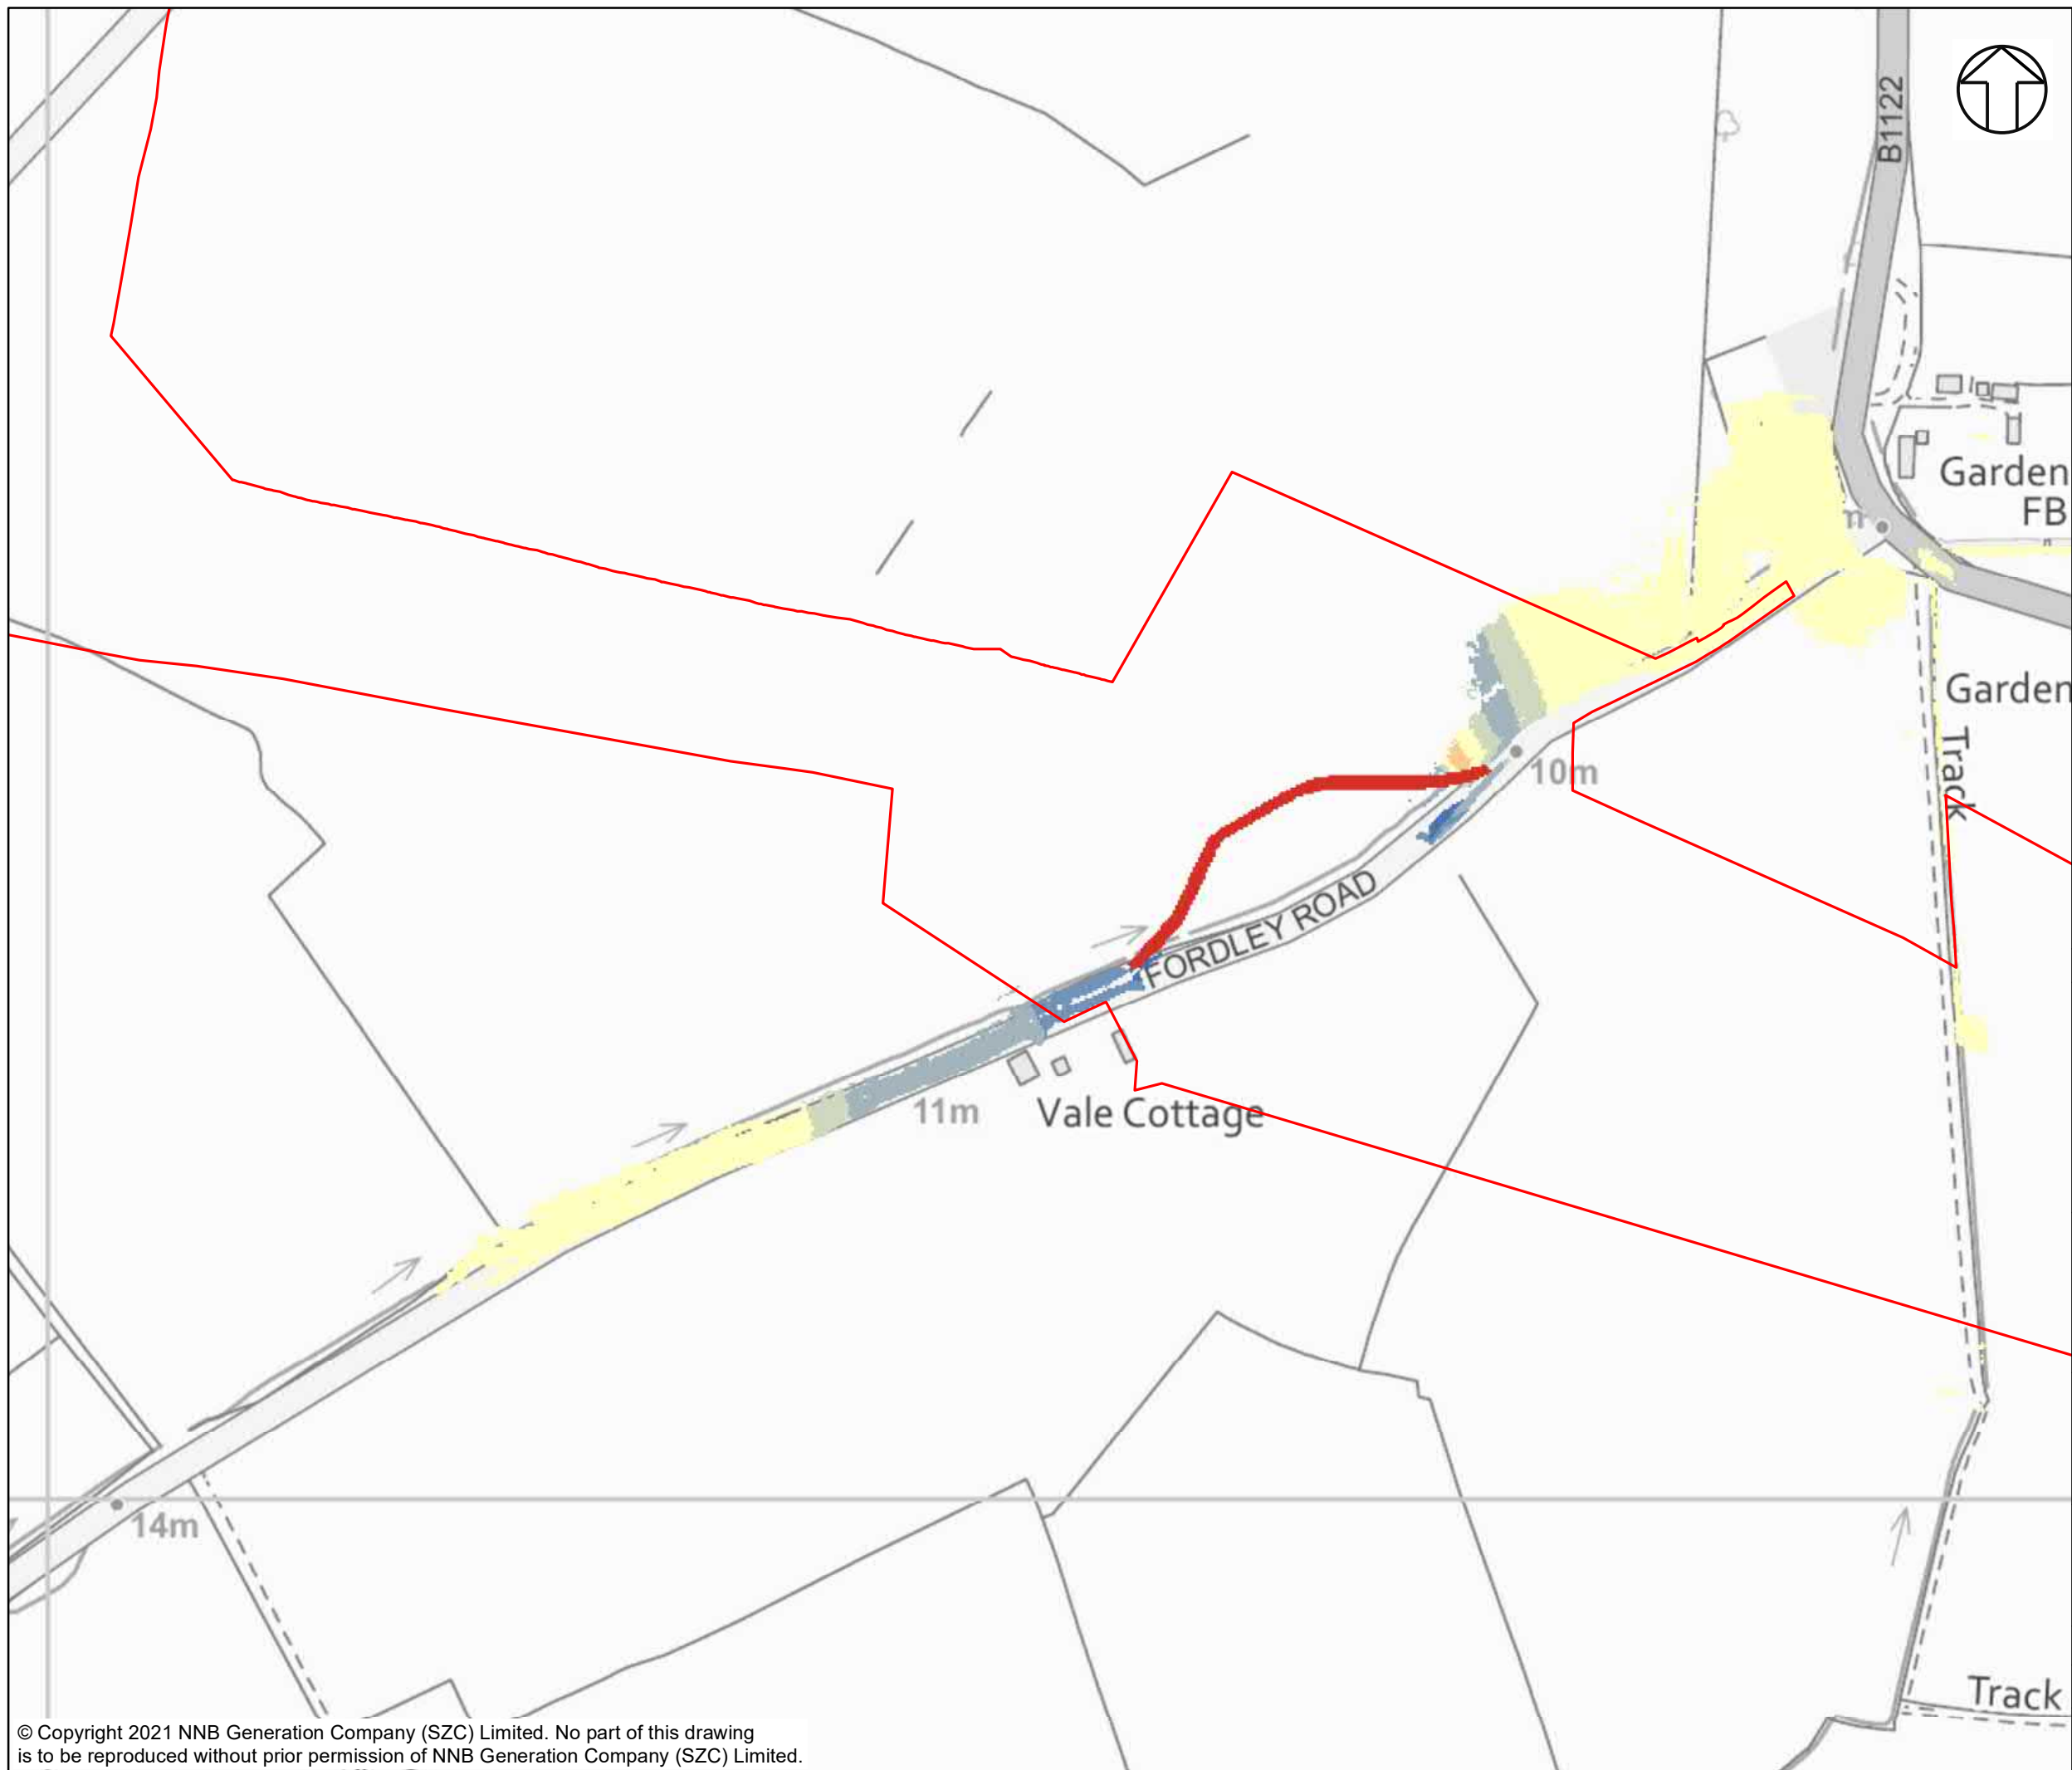 B1122
Garden
FB
m
Garden
Track
10m
FORDLEY ROAD
11m
Vale Cottage
14m
Track
© Copyright 2021 NNB Generation Company (SZC) Limited. No part of this drawing
is to be reproduced without prior permission of NNB Generation Company (SZC) Limited.